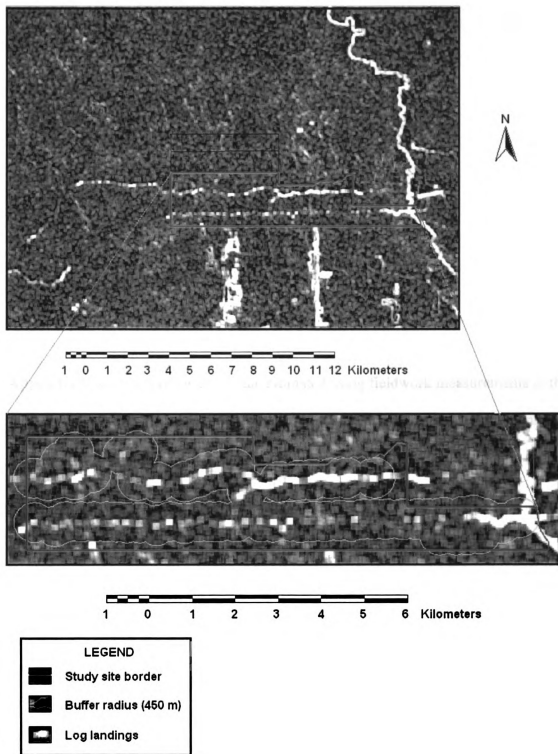 N
1 0 1 2 3 4 5 6 7 8 9 10 11 12 Kilometers
1 0 1 2 3 4 5 6 Kilometers
LEGEND
Study site border
Buffer radius (450 m)
Log landings